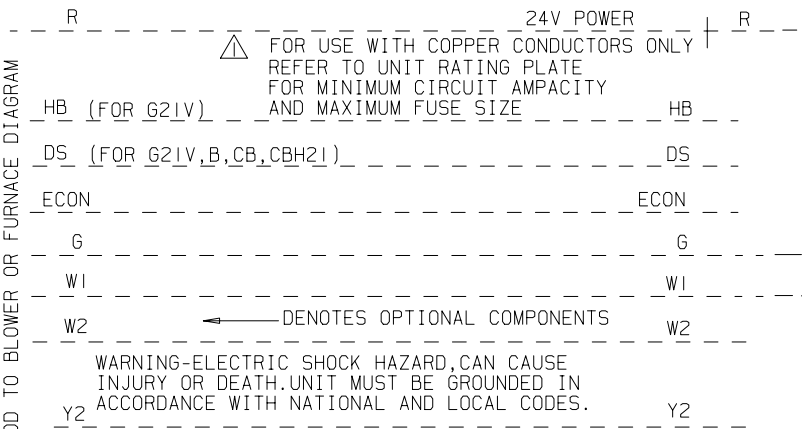 R 24V POWER R
FOR USE WITH COPPER CONDUCTORS ONLY
REFER TO UNIT RATING PLATE
FOR MINIMUM CIRCUIT AMPACITY
HB (FOR G21V) AND MAXIMUM FUSE SIZE HB
DS (FOR G21V,B,CB,CBH21) DS
ECON ECON
G G
W1 W1
W2 DENOTES OPTIONAL COMPONENTS W2
WARNING-ELECTRIC SHOCK HAZARD,CAN CAUSE
INJURY OR DEATH.UNIT MUST BE GROUNDED IN
Y2 ACCORDANCE WITH NATIONAL AND LOCAL CODES. Y2
TO BLOWER OR FURNACE DIAGRAM